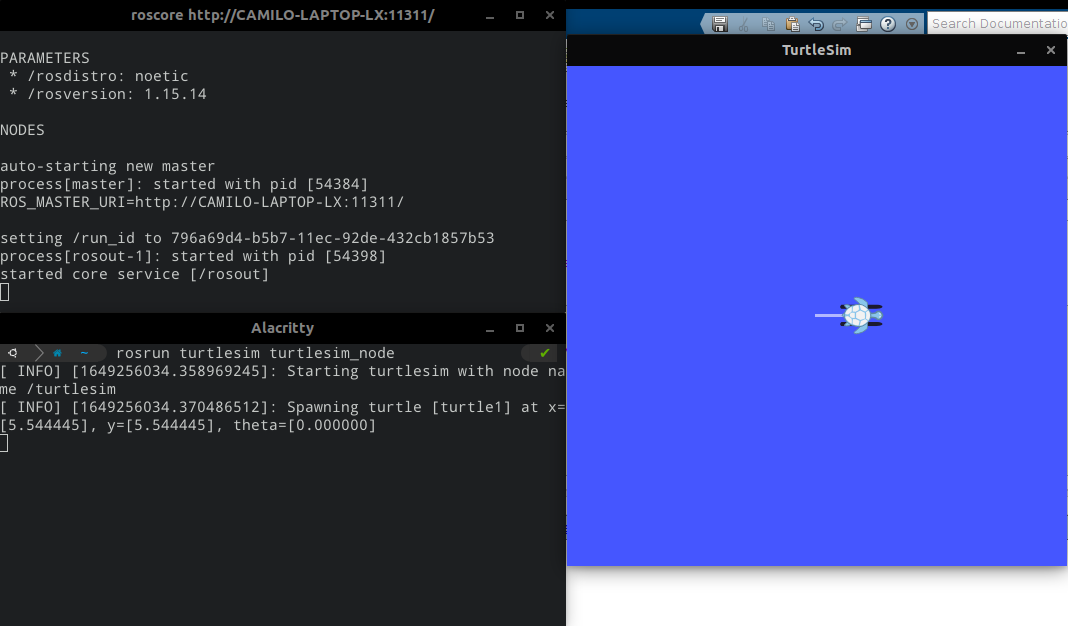 roscore http://CAMILO-LAPTOP-LX:11311/
PARAMETERS
* /rosdistro: noetic
* /rosversion: 1.15.14
NODES
auto-starting new master
process[master]: started with pid [54384]
ROS_MASTER_URI=http://CAMILO-LAPTOP-LX:11311/
setting /run_id to 796a69d4-b5b7-11ec-92de-432cb1857b53
process[rosout-1]: started with pid [54398]
started core service [/rosout]
Alacritty
~ rosrun turtlesim turtlesim_node
[ INFO] [1649256034.358969245]: Starting turtlesim with node na
me /turtlesim
[ INFO] [1649256034.370486512]: Spawning turtle [turtle1] at x=
[5.544445], y=[5.544445], theta=[0.000000]
Search Documentatio
TurtleSim